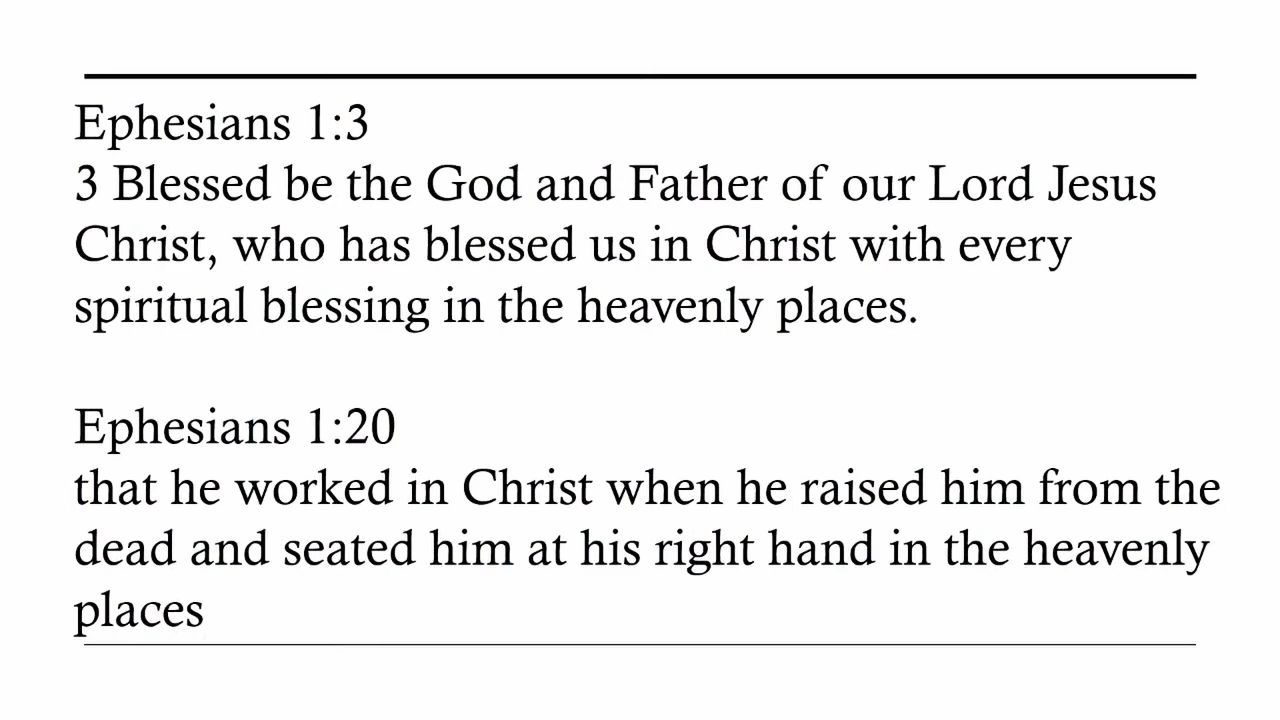 Ephesians 1:3
3 Blessed be the God and Father of our Lord Jesus
Christ, who has blessed us in Christ with every
spiritual blessing in the heavenly places.
Ephesians 1:20
that he worked in Christ when he raised him from the
dead and seated him at his right hand in the heavenly
places